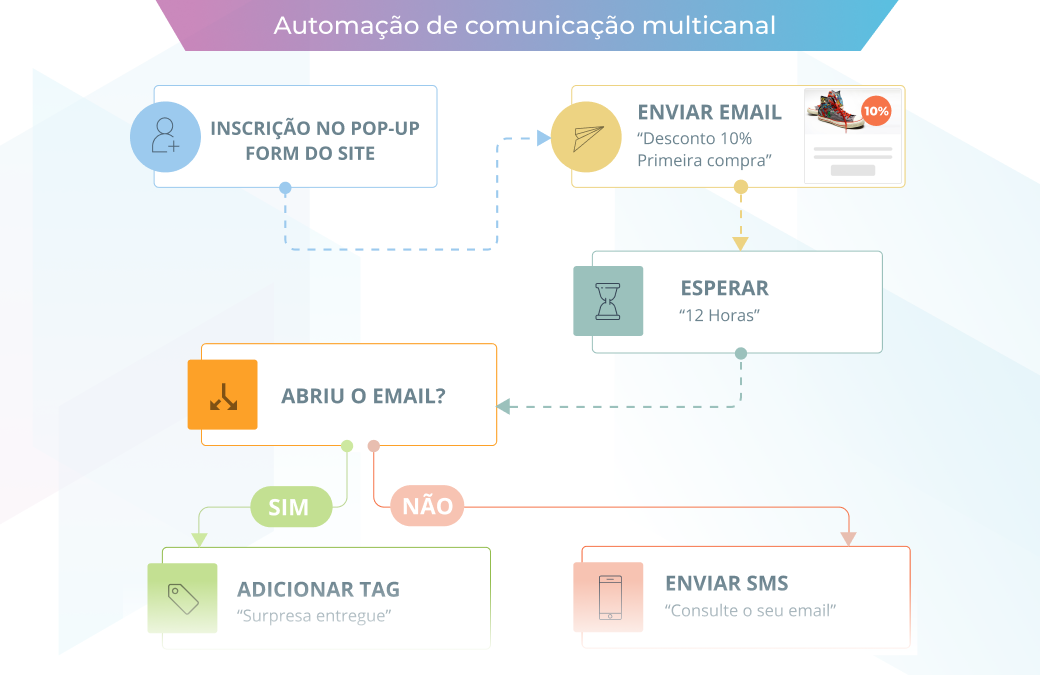 Automação de comunicação multicanal
INSCRIÇÃO NO POP-UP
FORM DO SITE
ENVIAR EMAIL
“Desconto 10%
Primeira compra”
10%
ESPERAR
“12 Horas”
ABRIU O EMAIL?
SIM
NÃO
ADICIONAR TAG
“Surpresa entregue”
ENVIAR SMS
“Consulte o seu email”